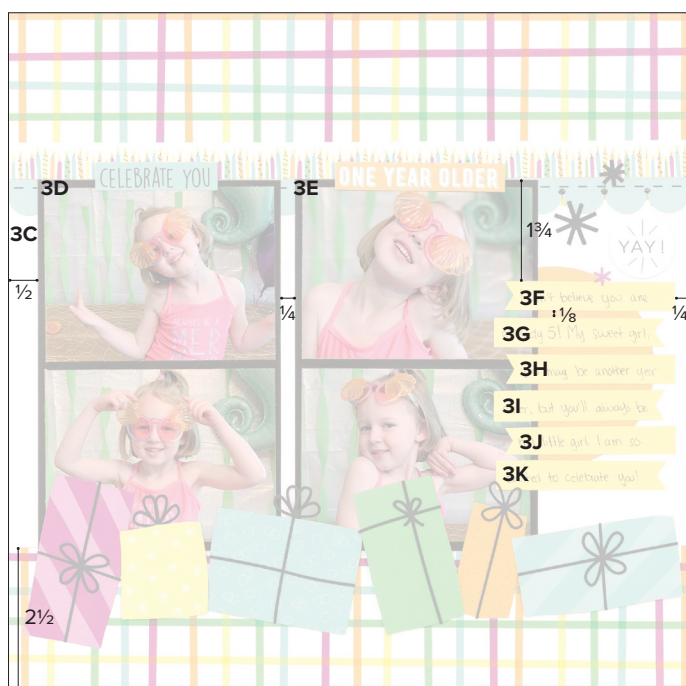 CELEBRATE YOU
ONE YEAR OLDER
3D
3E
3C
1¾
YAY!
½
¼
3F believe you are
¼
⅛
3G 5! My sweet girl,
3H may be another year
3I but you'll always be
3J little girl. I am so
3K to celebrate you!
2½